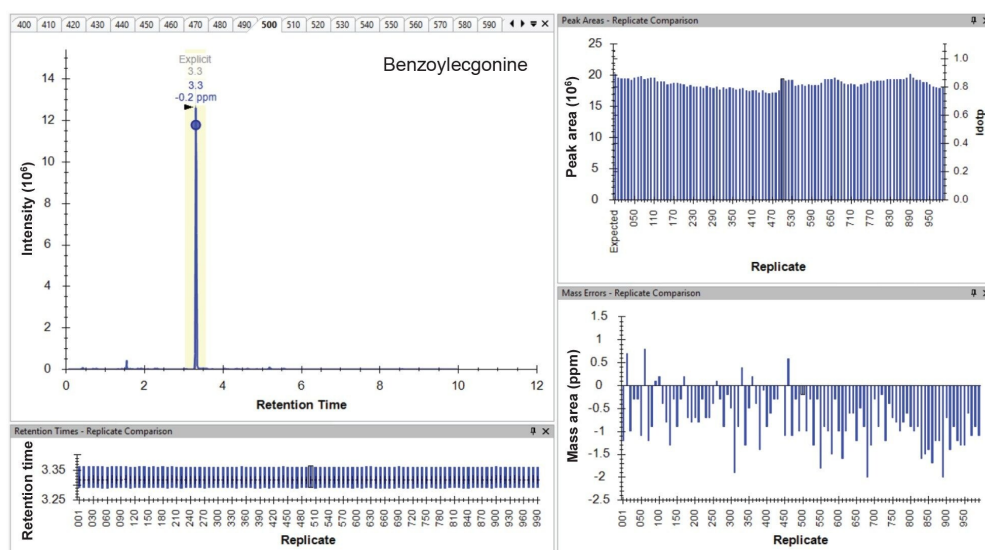 400 410 420 430 440 450 460 470 480 490 500 510 520 530 540 550 560 570 580 590
Benzoylecgonine
Explicit
3.3
3.3
-0.2 ppm
Intensity (10⁶)
14
12
10
8
6
4
2
0
0 2 4 6 8 10 12
Retention Time
Peak Areas - Replicate Comparison
Peak area (10⁶)
25
20
15
10
5
0
1.0
0.8
0.6
0.4
0.2
0.0
idotp
Expected 050 110 170 230 290 350 410 470 530 590 650 710 770 830 890 950
Replicate
Retention Times - Replicate Comparison
Retention time
3.35
3.25
001 030 060 090 120 150 180 210 240 270 300 330 360 390 420 450 480 510 540 570 600 630 660 690 720 750 780 810 840 870 900 930 960 990
Replicate
Mass Errors - Replicate Comparison
Mass area (ppm)
1.5
1
0.5
0
-0.5
-1.0
-1.5
-2
-2.5
001 050 100 150 200 250 300 350 400 450 500 550 600 650 700 750 800 850 900 950
Replicate